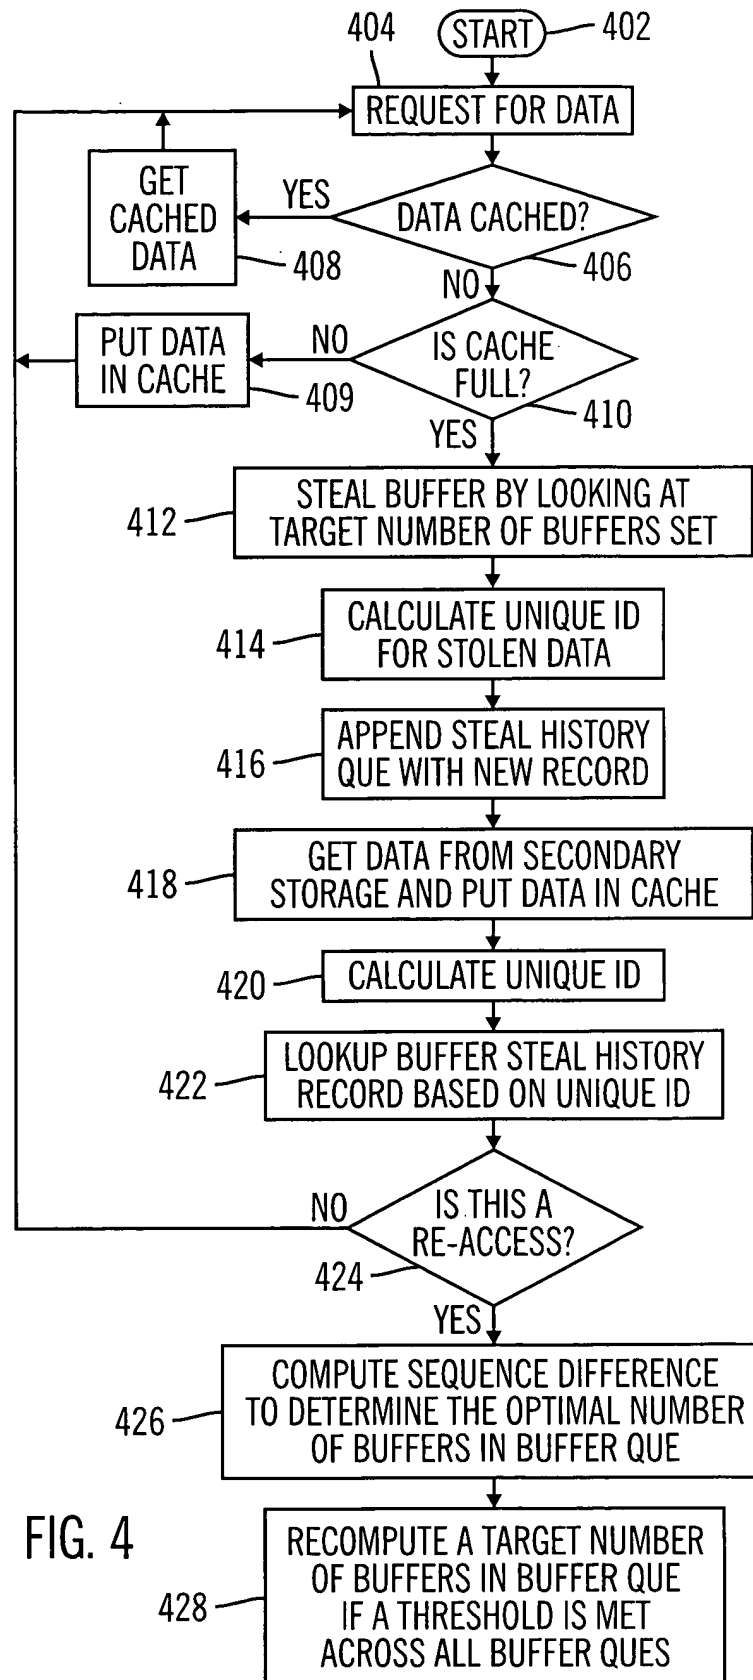 404
START
402
REQUEST FOR DATA
GET
CACHED
DATA
408
YES
DATA CACHED?
406
NO
PUT DATA
IN CACHE
409
NO
IS CACHE
FULL?
410
YES
412
STEAL BUFFER BY LOOKING AT
TARGET NUMBER OF BUFFERS SET
414
CALCULATE UNIQUE ID
FOR STOLEN DATA
416
APPEND STEAL HISTORY
QUE WITH NEW RECORD
418
GET DATA FROM SECONDARY
STORAGE AND PUT DATA IN CACHE
420
CALCULATE UNIQUE ID
422
LOOKUP BUFFER STEAL HISTORY
RECORD BASED ON UNIQUE ID
NO
IS THIS A
RE-ACCESS?
424
YES
426
COMPUTE SEQUENCE DIFFERENCE
TO DETERMINE THE OPTIMAL NUMBER
OF BUFFERS IN BUFFER QUE
FIG. 4
428
RECOMPUTE A TARGET NUMBER
OF BUFFERS IN BUFFER QUE
IF A THRESHOLD IS MET
ACROSS ALL BUFFER QUES